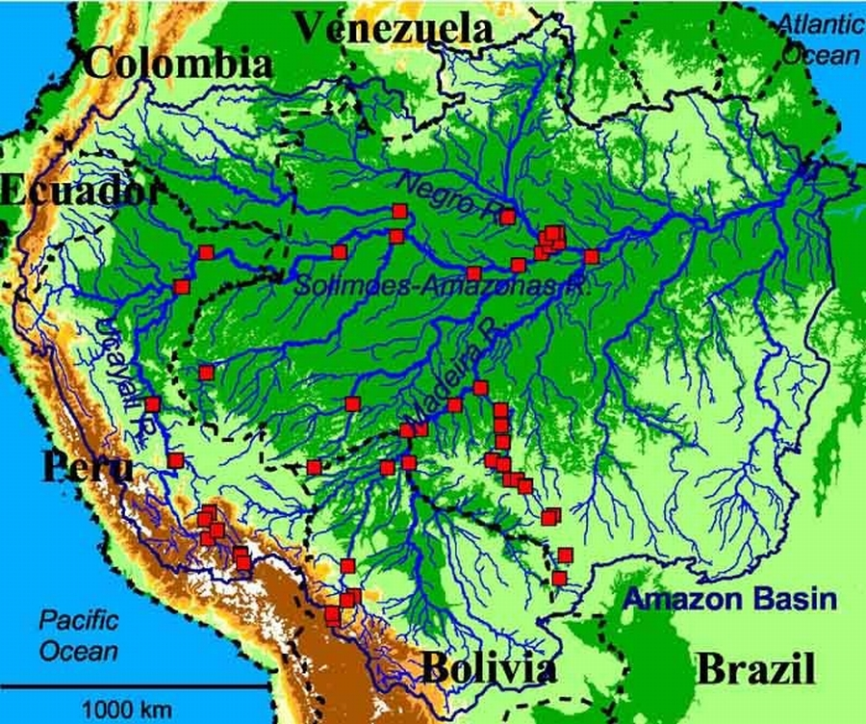 Venezuela
Atlantic
Ocean
Colombia
Ecuador
Negro R.
Solimões-Amazonas R.
Ucayali R.
Madeira R.
Peru
Amazon Basin
Pacific
Ocean
Bolivia
Brazil
1000 km